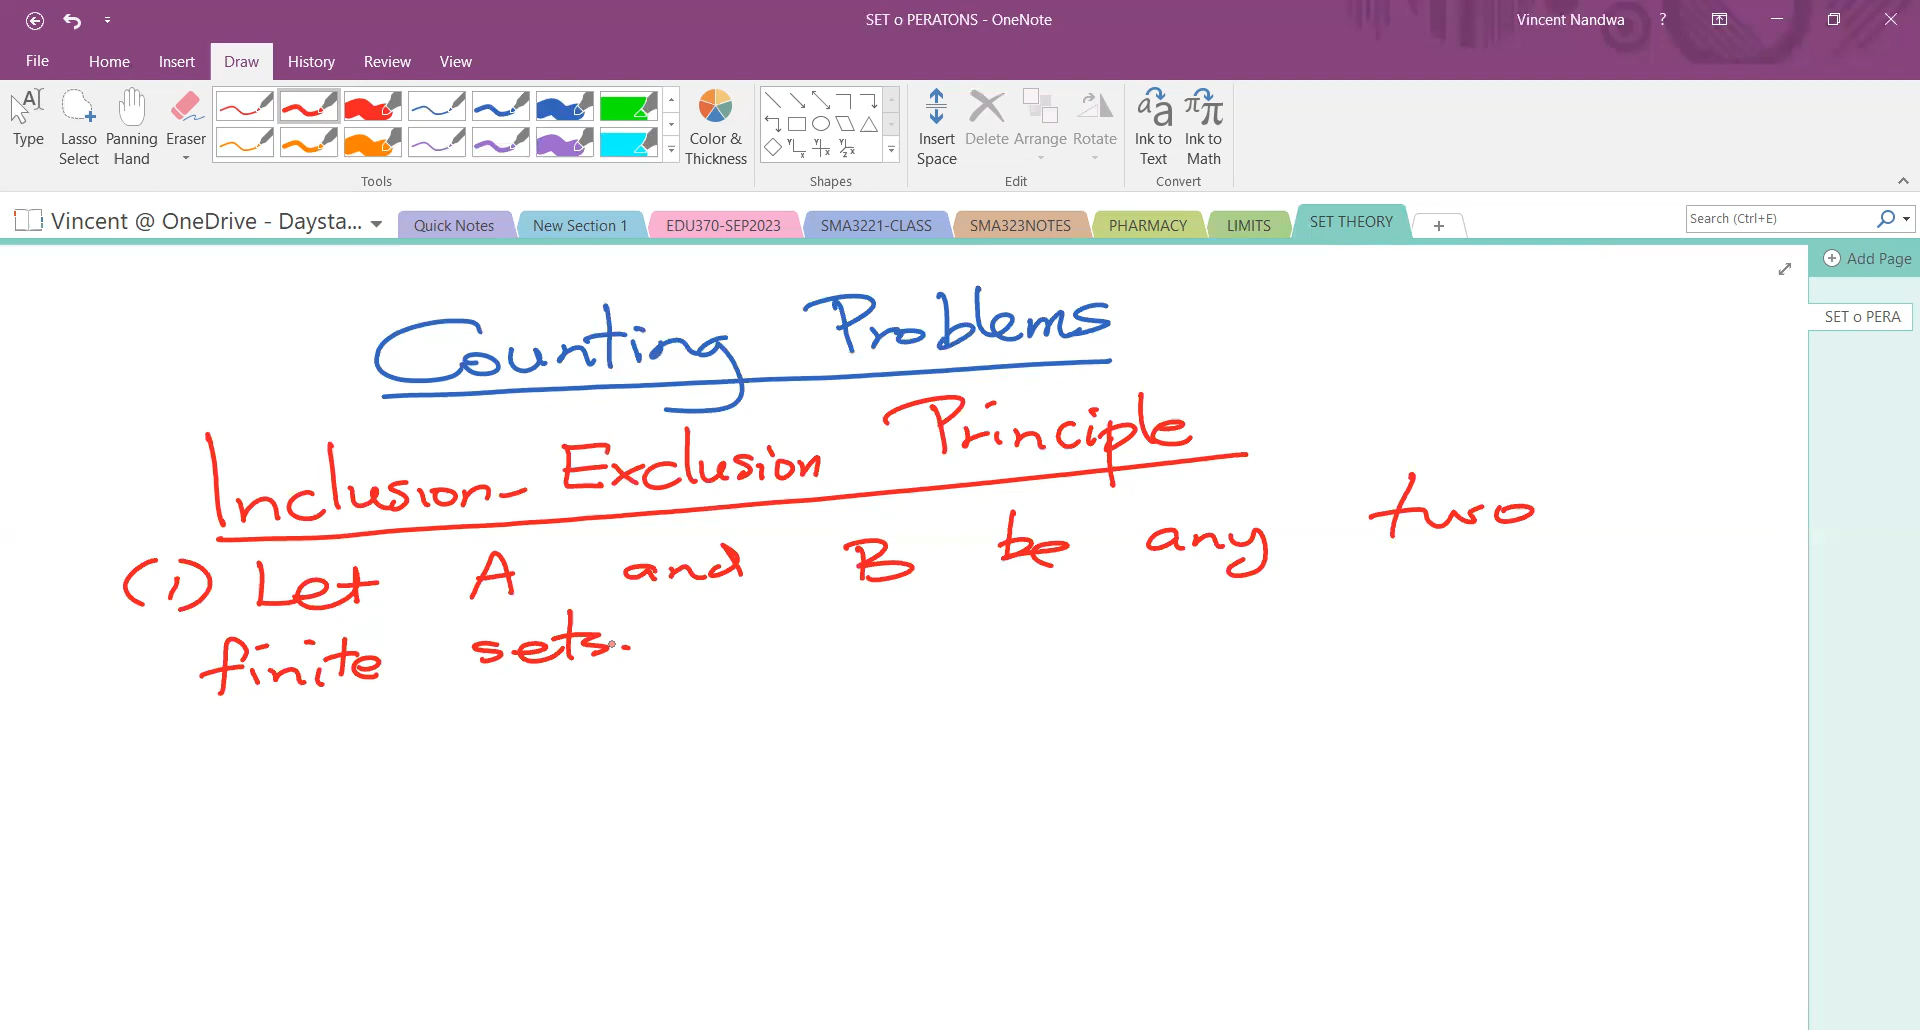 SET o PERATONS - OneNote
Vincent Nandwa
?
File Home Insert Draw History Review View
Type
Lasso Select
Panning Hand
Eraser
Color & Thickness
Insert Space
Delete
Arrange
Rotate
Ink to Text
Ink to Math
Tools
Shapes
Edit
Convert
Vincent @ OneDrive - Daysta...
Quick Notes
New Section 1
EDU370-SEP2023
SMA3221-CLASS
SMA323NOTES
PHARMACY
LIMITS
SET THEORY
+
Search (Ctrl+E)
Add Page
SET o PERA
Counting Problems
Inclusion-Exclusion Principle
(1) Let A and B be any two
finite sets.